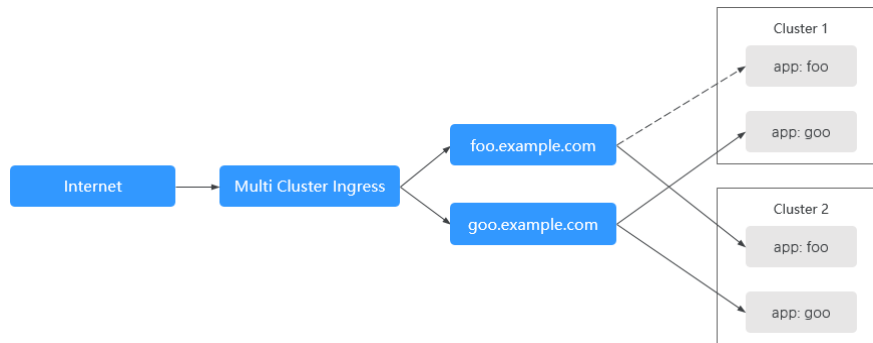 Internet
Multi Cluster Ingress
foo.example.com
goo.example.com
Cluster 1
app: foo
app: goo
Cluster 2
app: foo
app: goo